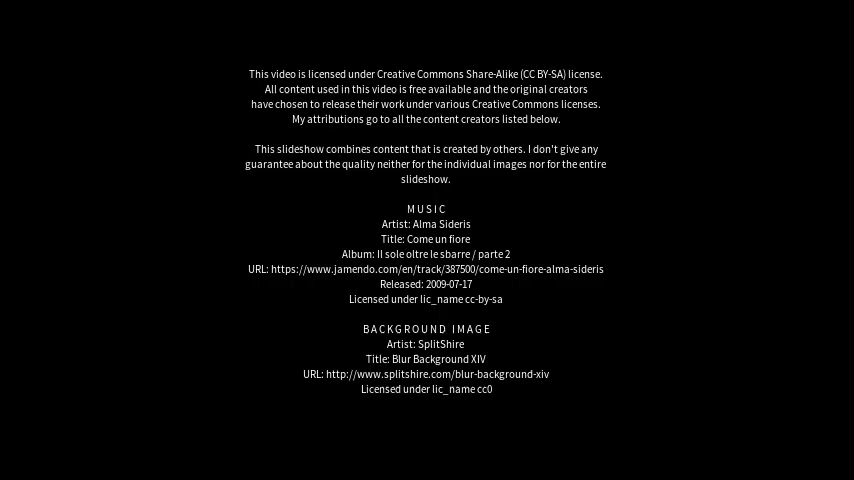 This video is licensed under Creative Commons Share-Alike (CC BY-SA) license.
All content used in this video is free available and the original creators
have chosen to release their work under various Creative Commons licenses.
My attributions go to all the content creators listed below.
This slideshow combines content that is created by others. I don't give any
guarantee about the quality neither for the individual images nor for the entire
slideshow.
MUSIC
Artist: Alma Sideris
Title: Come un fiore
Album: Il sole oltre le sbarre / parte 2
URL: https://www.jamendo.com/en/track/387500/come-un-fiore-alma-sideris
Released: 2009-07-17
Licensed under lic_name cc-by-sa
BACKGROUND IMAGE
Artist: SplitShire
Title: Blur Background XIV
URL: http://www.splitshire.com/blur-background-xiv
Licensed under lic_name cc0